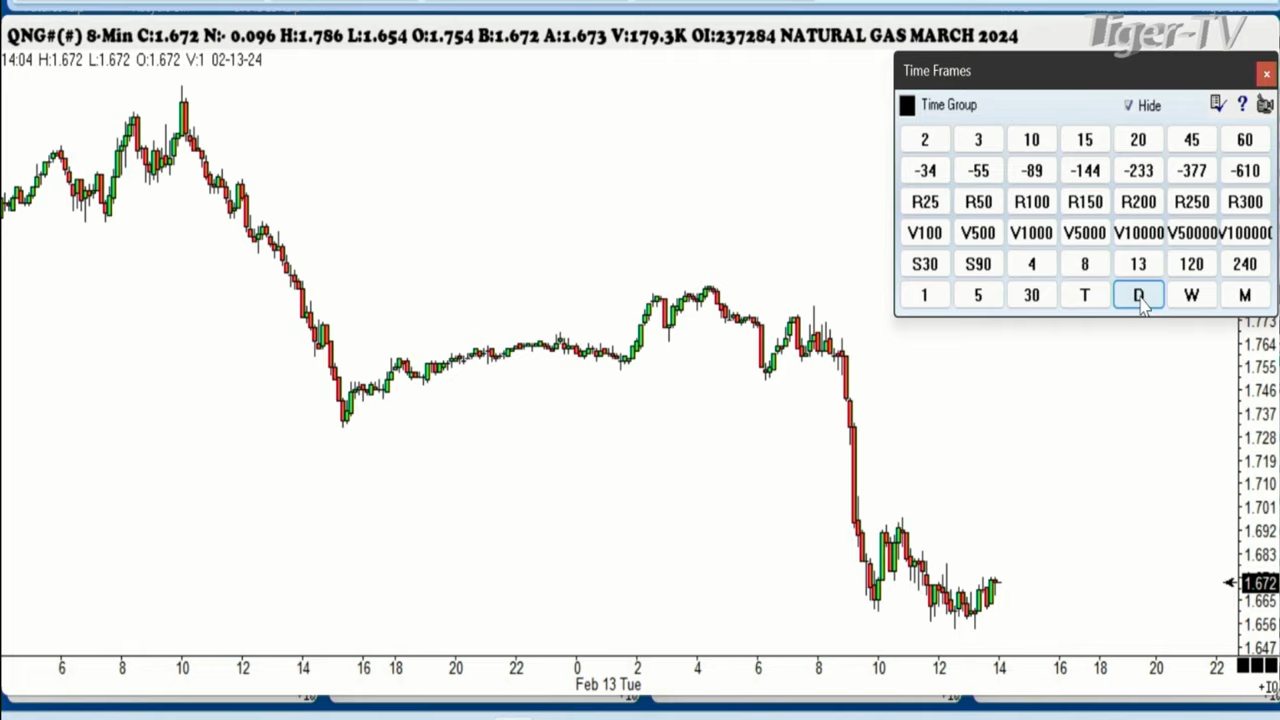 QNG#(#) 8-Min C:1.672 N:- 0.096 H:1.786 L:1.654 O:1.754 B:1.672 A:1.673 V:179.3K OI:237284 NATURAL GAS MARCH 2024
Tiger-TV
14:04 H:1.672 L:1.672 O:1.672 V:1 02-13-24
Time Frames
Time Group Hide ?
2 3 10 15 20 45 60
-34 -55 -89 -144 -233 -377 -610
R25 R50 R100 R150 R200 R250 R300
V100 V500 V1000 V5000 V10000 V50000 V100000
S30 S90 4 8 13 120 240
1 5 30 T D W M
1.773
1.764
1.755
1.746
1.737
1.728
1.719
1.710
1.701
1.692
1.683
1.672
1.665
1.656
1.647
6 8 10 12 14 16 18 20 22 0 2 4 6 8 10 12 14 16 18 20 22
Feb 13 Tue